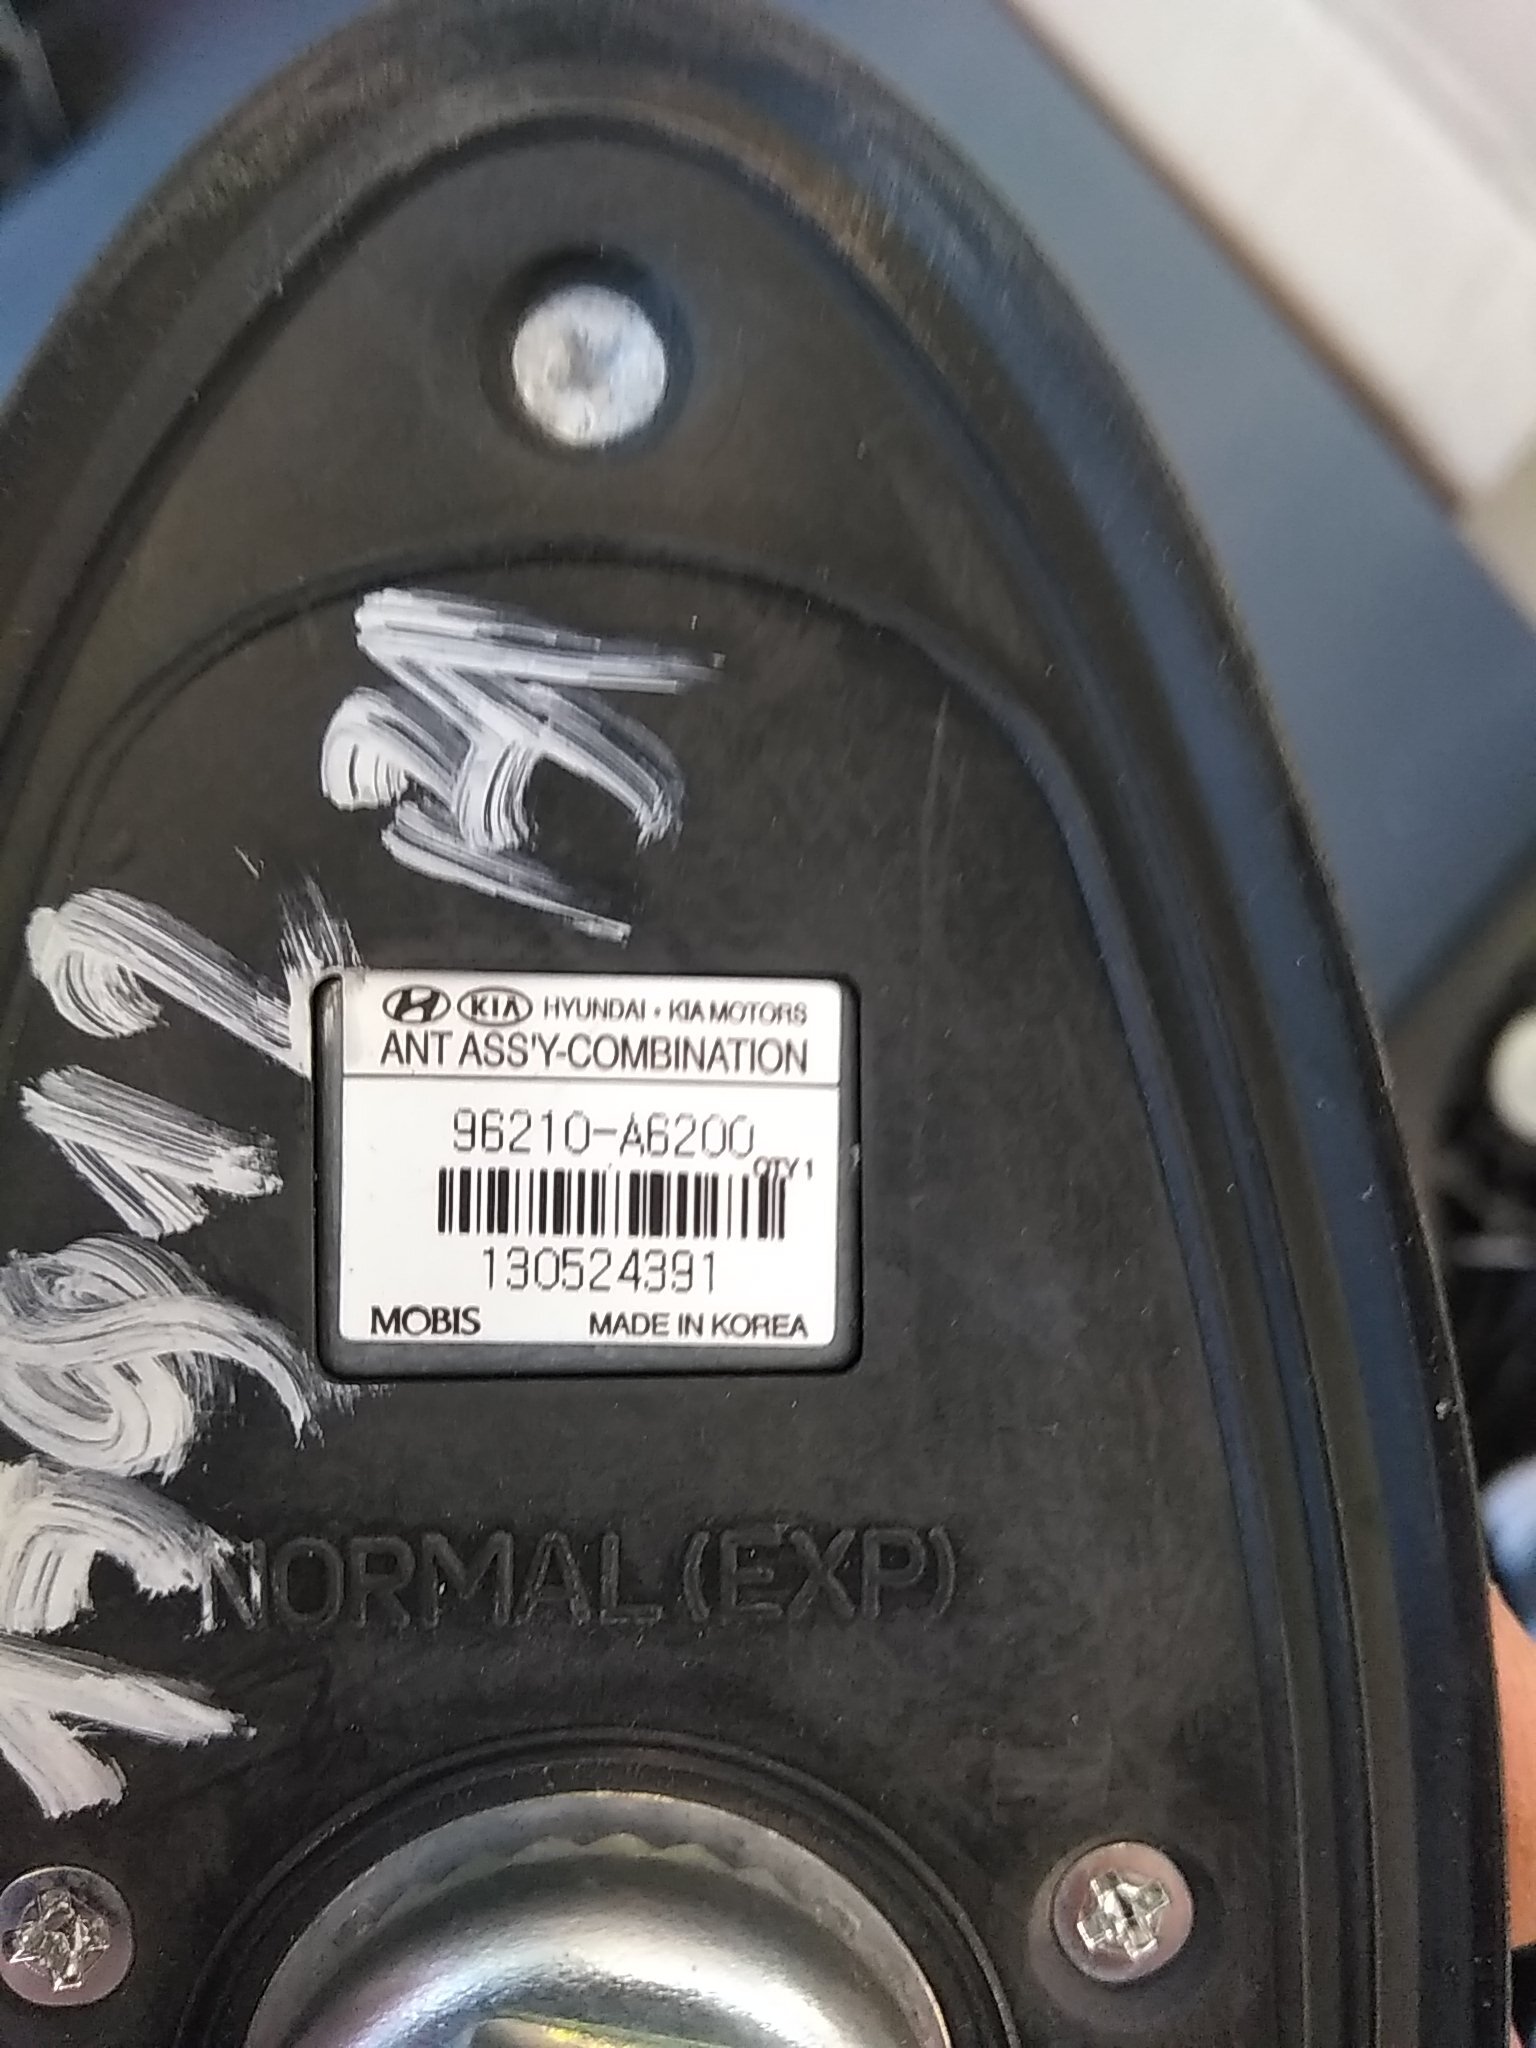 KIA HYUNDAI • KIA MOTORS
ANT ASS'Y-COMBINATION
96210-A6200
QTY 1
130524391
MOBIS MADE IN KOREA
NORMAL (EXP)